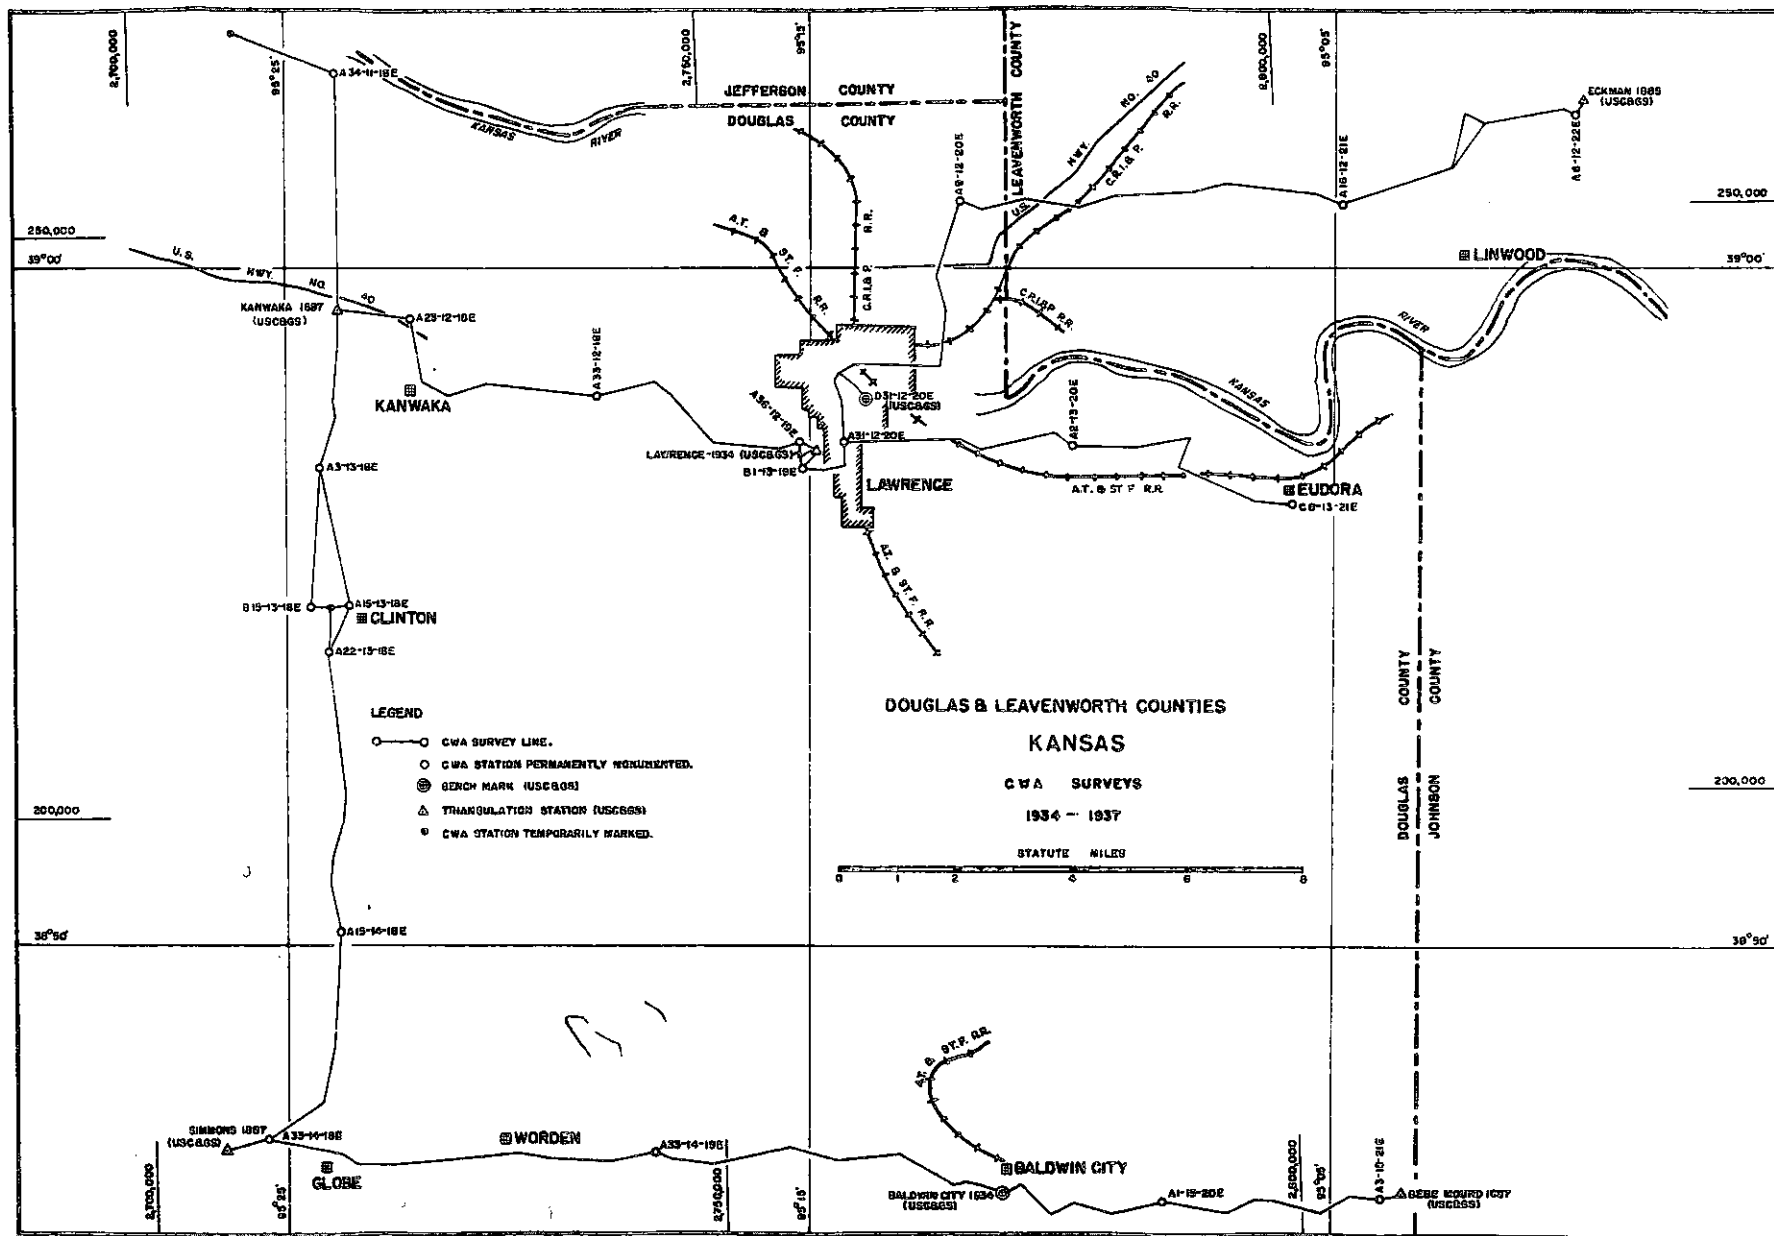 2,700,000
95°25'
2,750,000
95°15'
LEAVENWORTH COUNTY
2,800,000
95°05'
A34-11-18E
KANSAS
RIVER
JEFFERSON COUNTY
DOUGLAS COUNTY
U.S.
HWY.
NO.
40
C.R.I. & P.
R.R.
A9-12-20E
A16-12-21E
ECKMAN 1885
(USC&GS)
A6-12-22E
250,000
250,000
39°00'
39°00'
U.S.
HWY.
NO.
40
A.T. &
ST. F.
R.R.
R.R.
C.R.I.& P.
LINWOOD
KANWAKA 1897
(USC&GS)
A23-12-18E
C.R.I.&P. R.R.
RIVER
KANSAS
KANWAKA
A33-12-18E
D31-12-20E
(USC&GS)
A36-12-19E
A31-12-20E
A2-13-20E
LAWRENCE-1934 (USC&GS)
B1-13-19E
A3-13-18E
LAWRENCE
A.T. & ST F R.R.
EUDORA
C8-13-21E
A.T. & ST. F. R.R.
B15-13-18E
A15-13-18E
CLINTON
A22-13-18E
LEGEND
CWA SURVEY LINE.
CWA STATION PERMANENTLY MONUMENTED.
BENCH MARK (USC&GS)
TRIANGULATION STATION (USC&GS)
CWA STATION TEMPORARILY MARKED.
DOUGLAS & LEAVENWORTH COUNTIES
KANSAS
CWA SURVEYS
1934 - 1937
STATUTE MILES
0 1 2 4 6 8
DOUGLAS COUNTY
JOHNSON COUNTY
200,000
200,000
A15-14-18E
38°50'
38°50'
A.T. & ST.F. R.R.
SIMMONS 1897
(USC&GS)
A33-14-18E
GLOBE
WORDEN
A33-14-19E
BALDWIN CITY
BALDWIN CITY 1934
(USC&GS)
A1-15-20E
A3-15-21E
(USC&GS)
2,700,000
95°25'
2,750,000
95°15'
2,800,000
95°05'